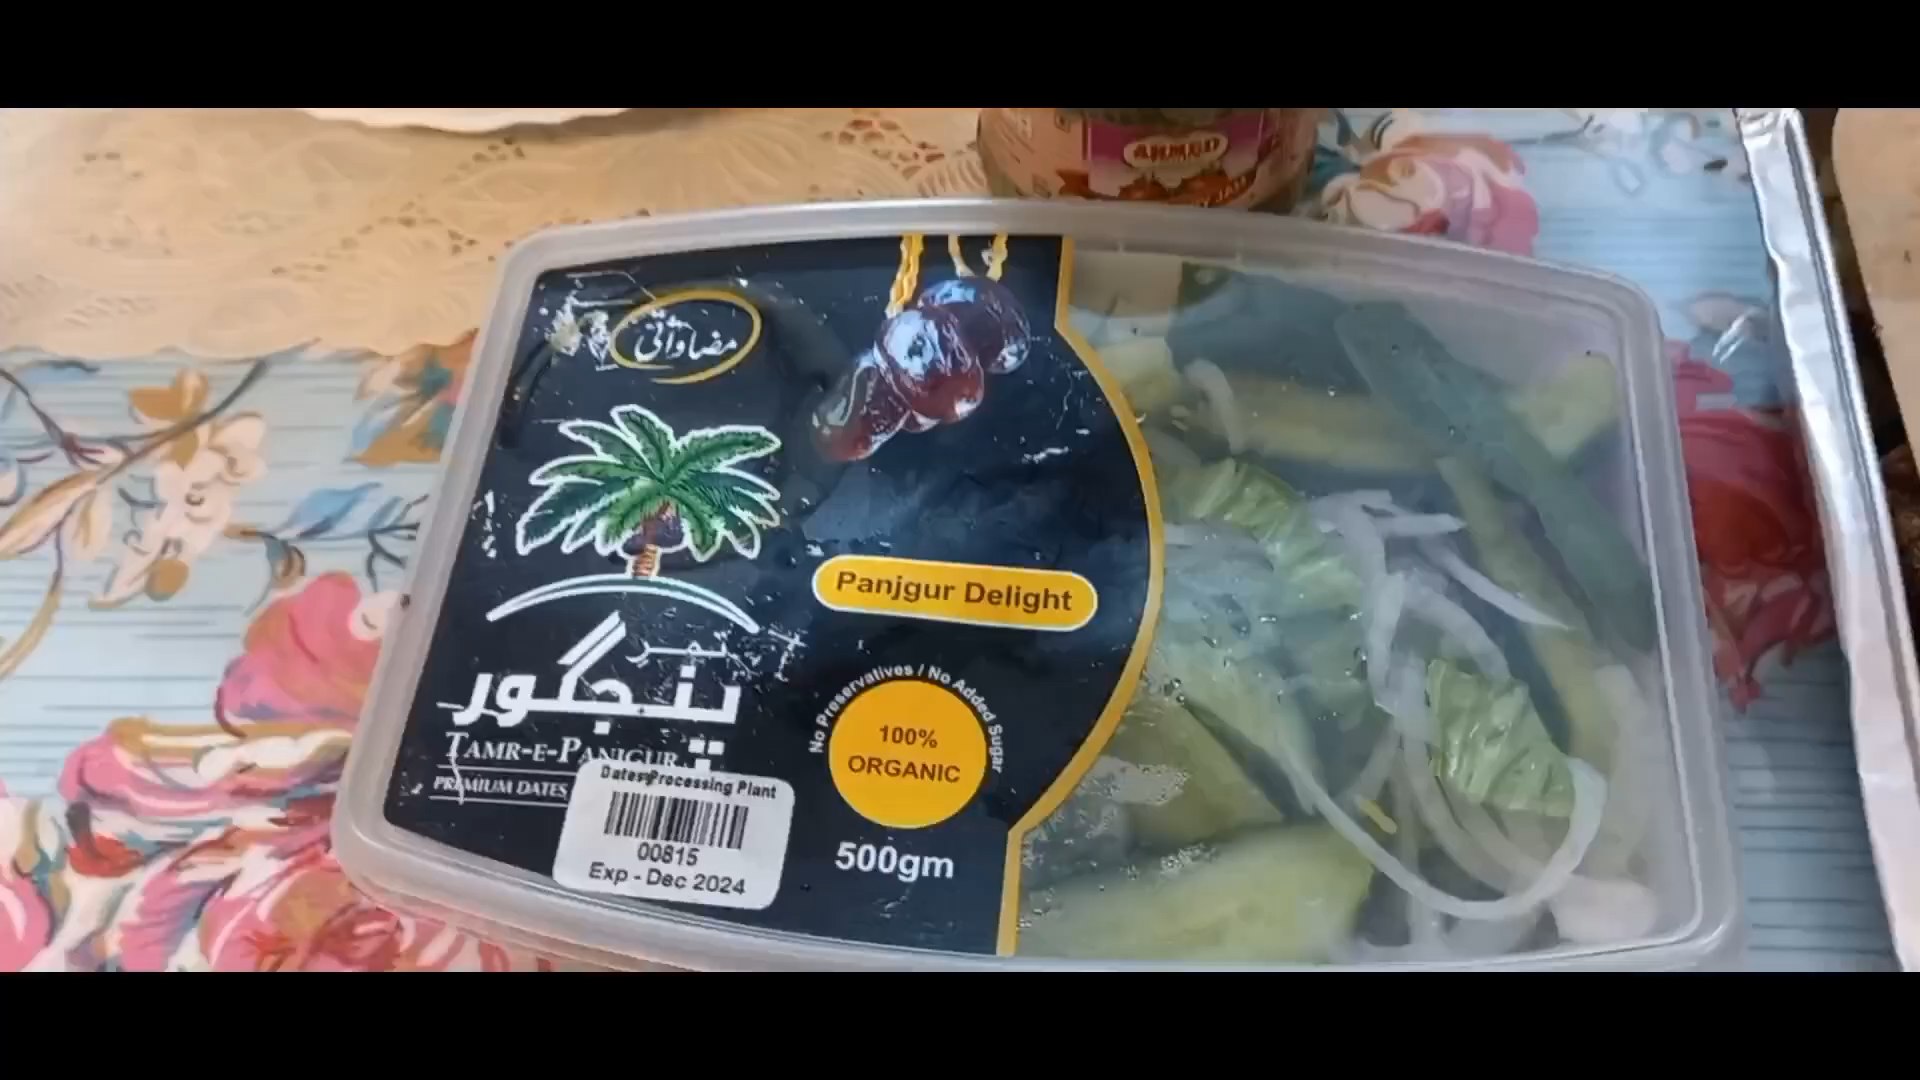 AHMED
JAM
مضاواتی
تمرِ
پنجگور
TAMR-E-PANJGUR
PREMIUM DATES
Dates Processing Plant
00815
Exp - Dec 2024
Panjgur Delight
No Preservatives / No Added Sugar
100%
ORGANIC
500gm